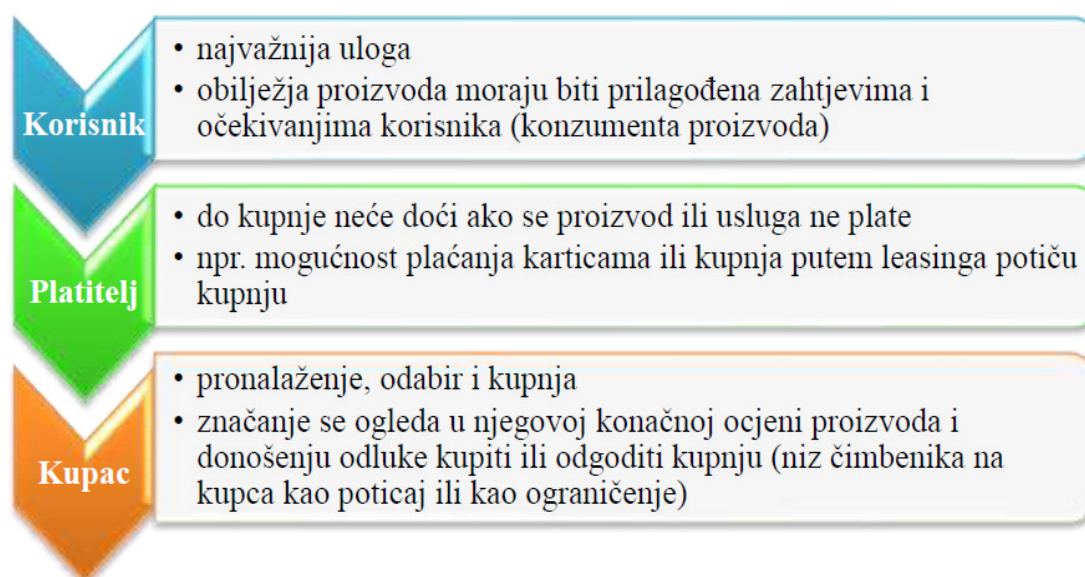 Korisnik
• najvažnija uloga
• obilježja proizvoda moraju biti prilagođena zahtjevima i
očekivanjima korisnika (konzumenta proizvoda)
Platitelj
• do kupnje neće doći ako se proizvod ili usluga ne plate
• npr. mogućnost plaćanja karticama ili kupnja putem leasinga potiču
kupnju
Kupac
• pronalaženje, odabir i kupnja
• značanje se ogleda u njegovoj konačnoj ocjeni proizvoda i
donošenju odluke kupiti ili odgoditi kupnju (niz čimbenika na
kupca kao poticaj ili kao ograničenje)